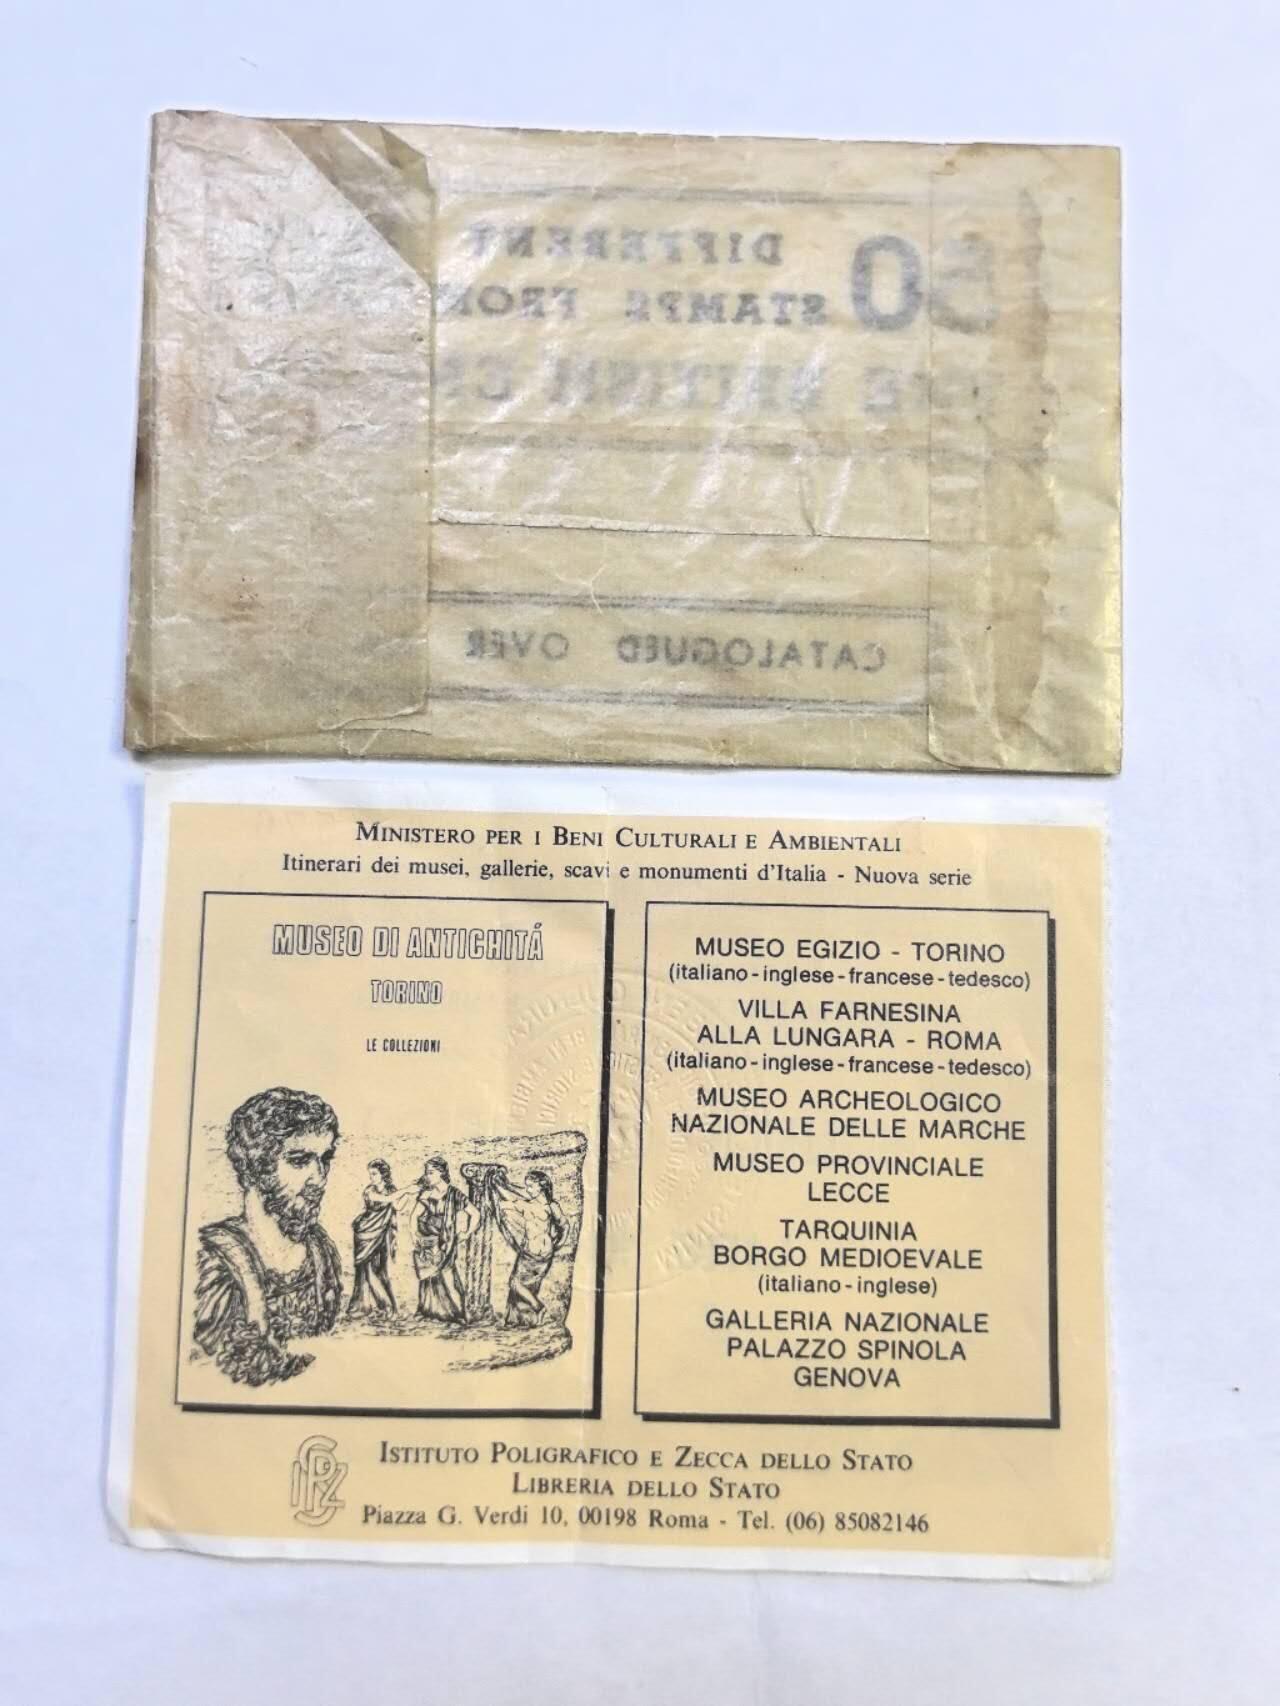 50 DIFFERENT
STAMPS FROM
THE BRITISH
CATALOGUED OVER
MINISTERO PER I BENI CULTURALI E AMBIENTALI
Itinerari dei musei, gallerie, scavi e monumenti d'Italia - Nuova serie
MUSEO DI ANTICHITÁ
TORINO
LE COLLEZIONI
MUSEO EGIZIO - TORINO
(italiano - inglese - francese - tedesco)
VILLA FARNESINA
ALLA LUNGARA - ROMA
(italiano - inglese - francese - tedesco)
MUSEO ARCHEOLOGICO
NAZIONALE DELLE MARCHE
MUSEO PROVINCIALE
LECCE
TARQUINIA
BORGO MEDIOEVALE
(italiano - inglese)
GALLERIA NAZIONALE
PALAZZO SPINOLA
GENOVA
ISTITUTO POLIGRAFICO E ZECCA DELLO STATO
LIBRERIA DELLO STATO
Piazza G. Verdi 10, 00198 Roma - Tel. (06) 85082146